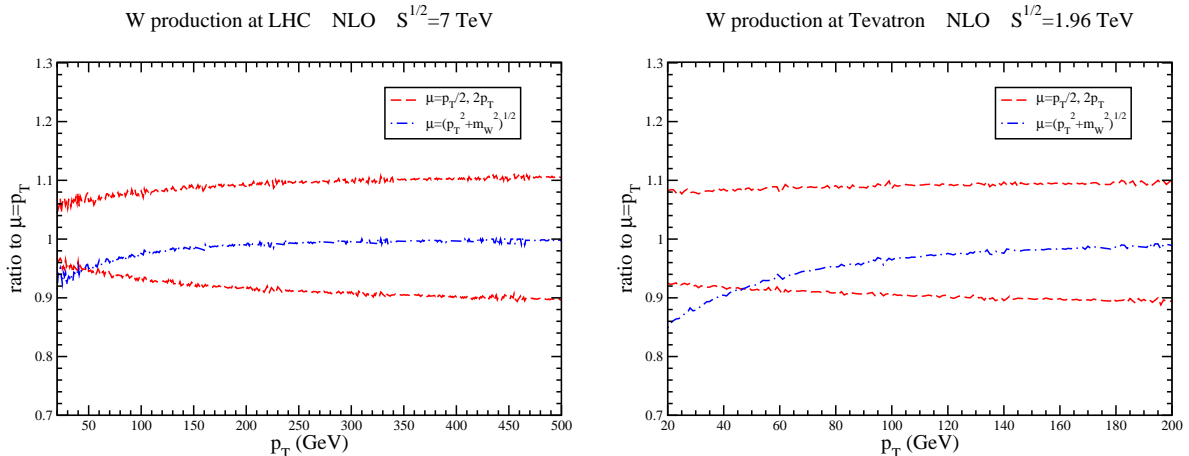 W production at LHC NLO S^1/2=7 TeV
1.3
1.2
1.1
1
0.9
0.8
0.7
ratio to μ=p_T
μ=p_T/2, 2p_T
μ=(p_T^2+m_W^2)^1/2
50 100 150 200 250 300 350 400 450 500
p_T (GeV)
W production at Tevatron NLO S^1/2=1.96 TeV
1.3
1.2
1.1
1
0.9
0.8
0.7
ratio to μ=p_T
μ=p_T/2, 2p_T
μ=(p_T^2+m_W^2)^1/2
20 40 60 80 100 120 140 160 180 200
p_T (GeV)